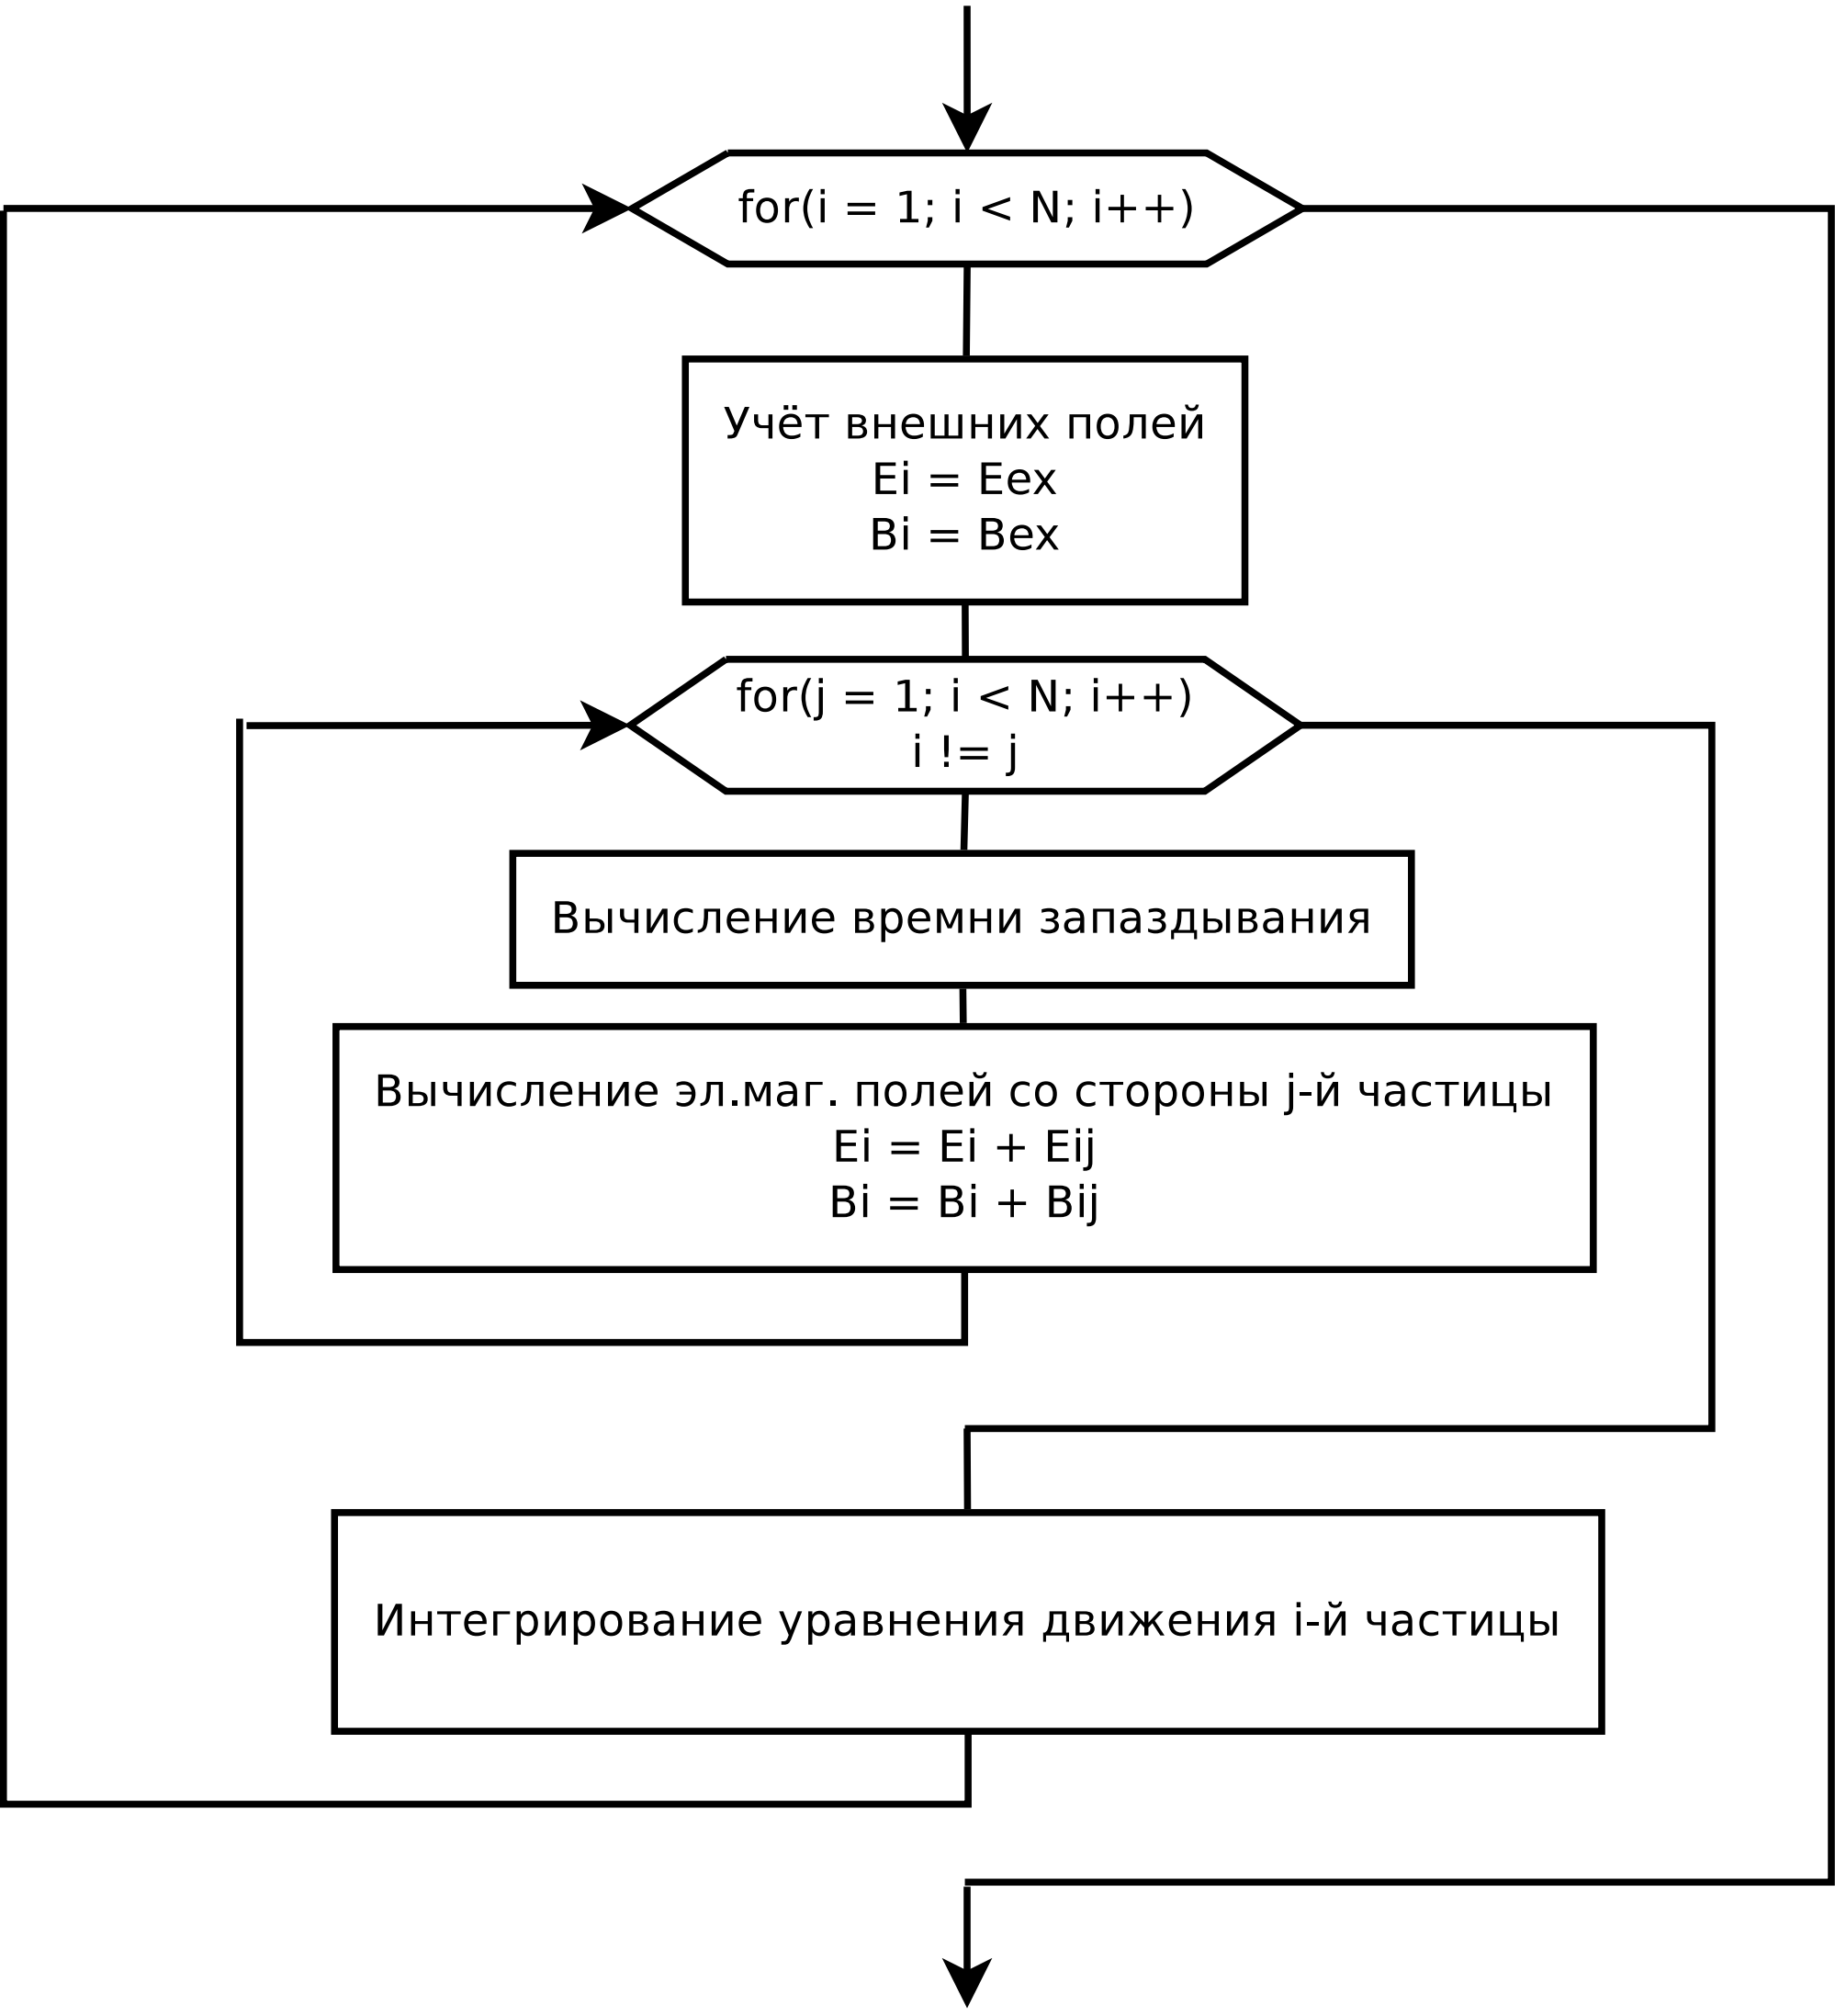 for(i = 1; i < N; i++)
Учёт внешних полей
Ei = Eex
Bi = Bex
for(j = 1; i < N; i++)
i != j
Вычисление времни запаздывания
Вычисление эл.маг. полей со стороны j-й частицы
Ei = Ei + Eij
Bi = Bi + Bij
Интегрирование уравнения движения i-й частицы